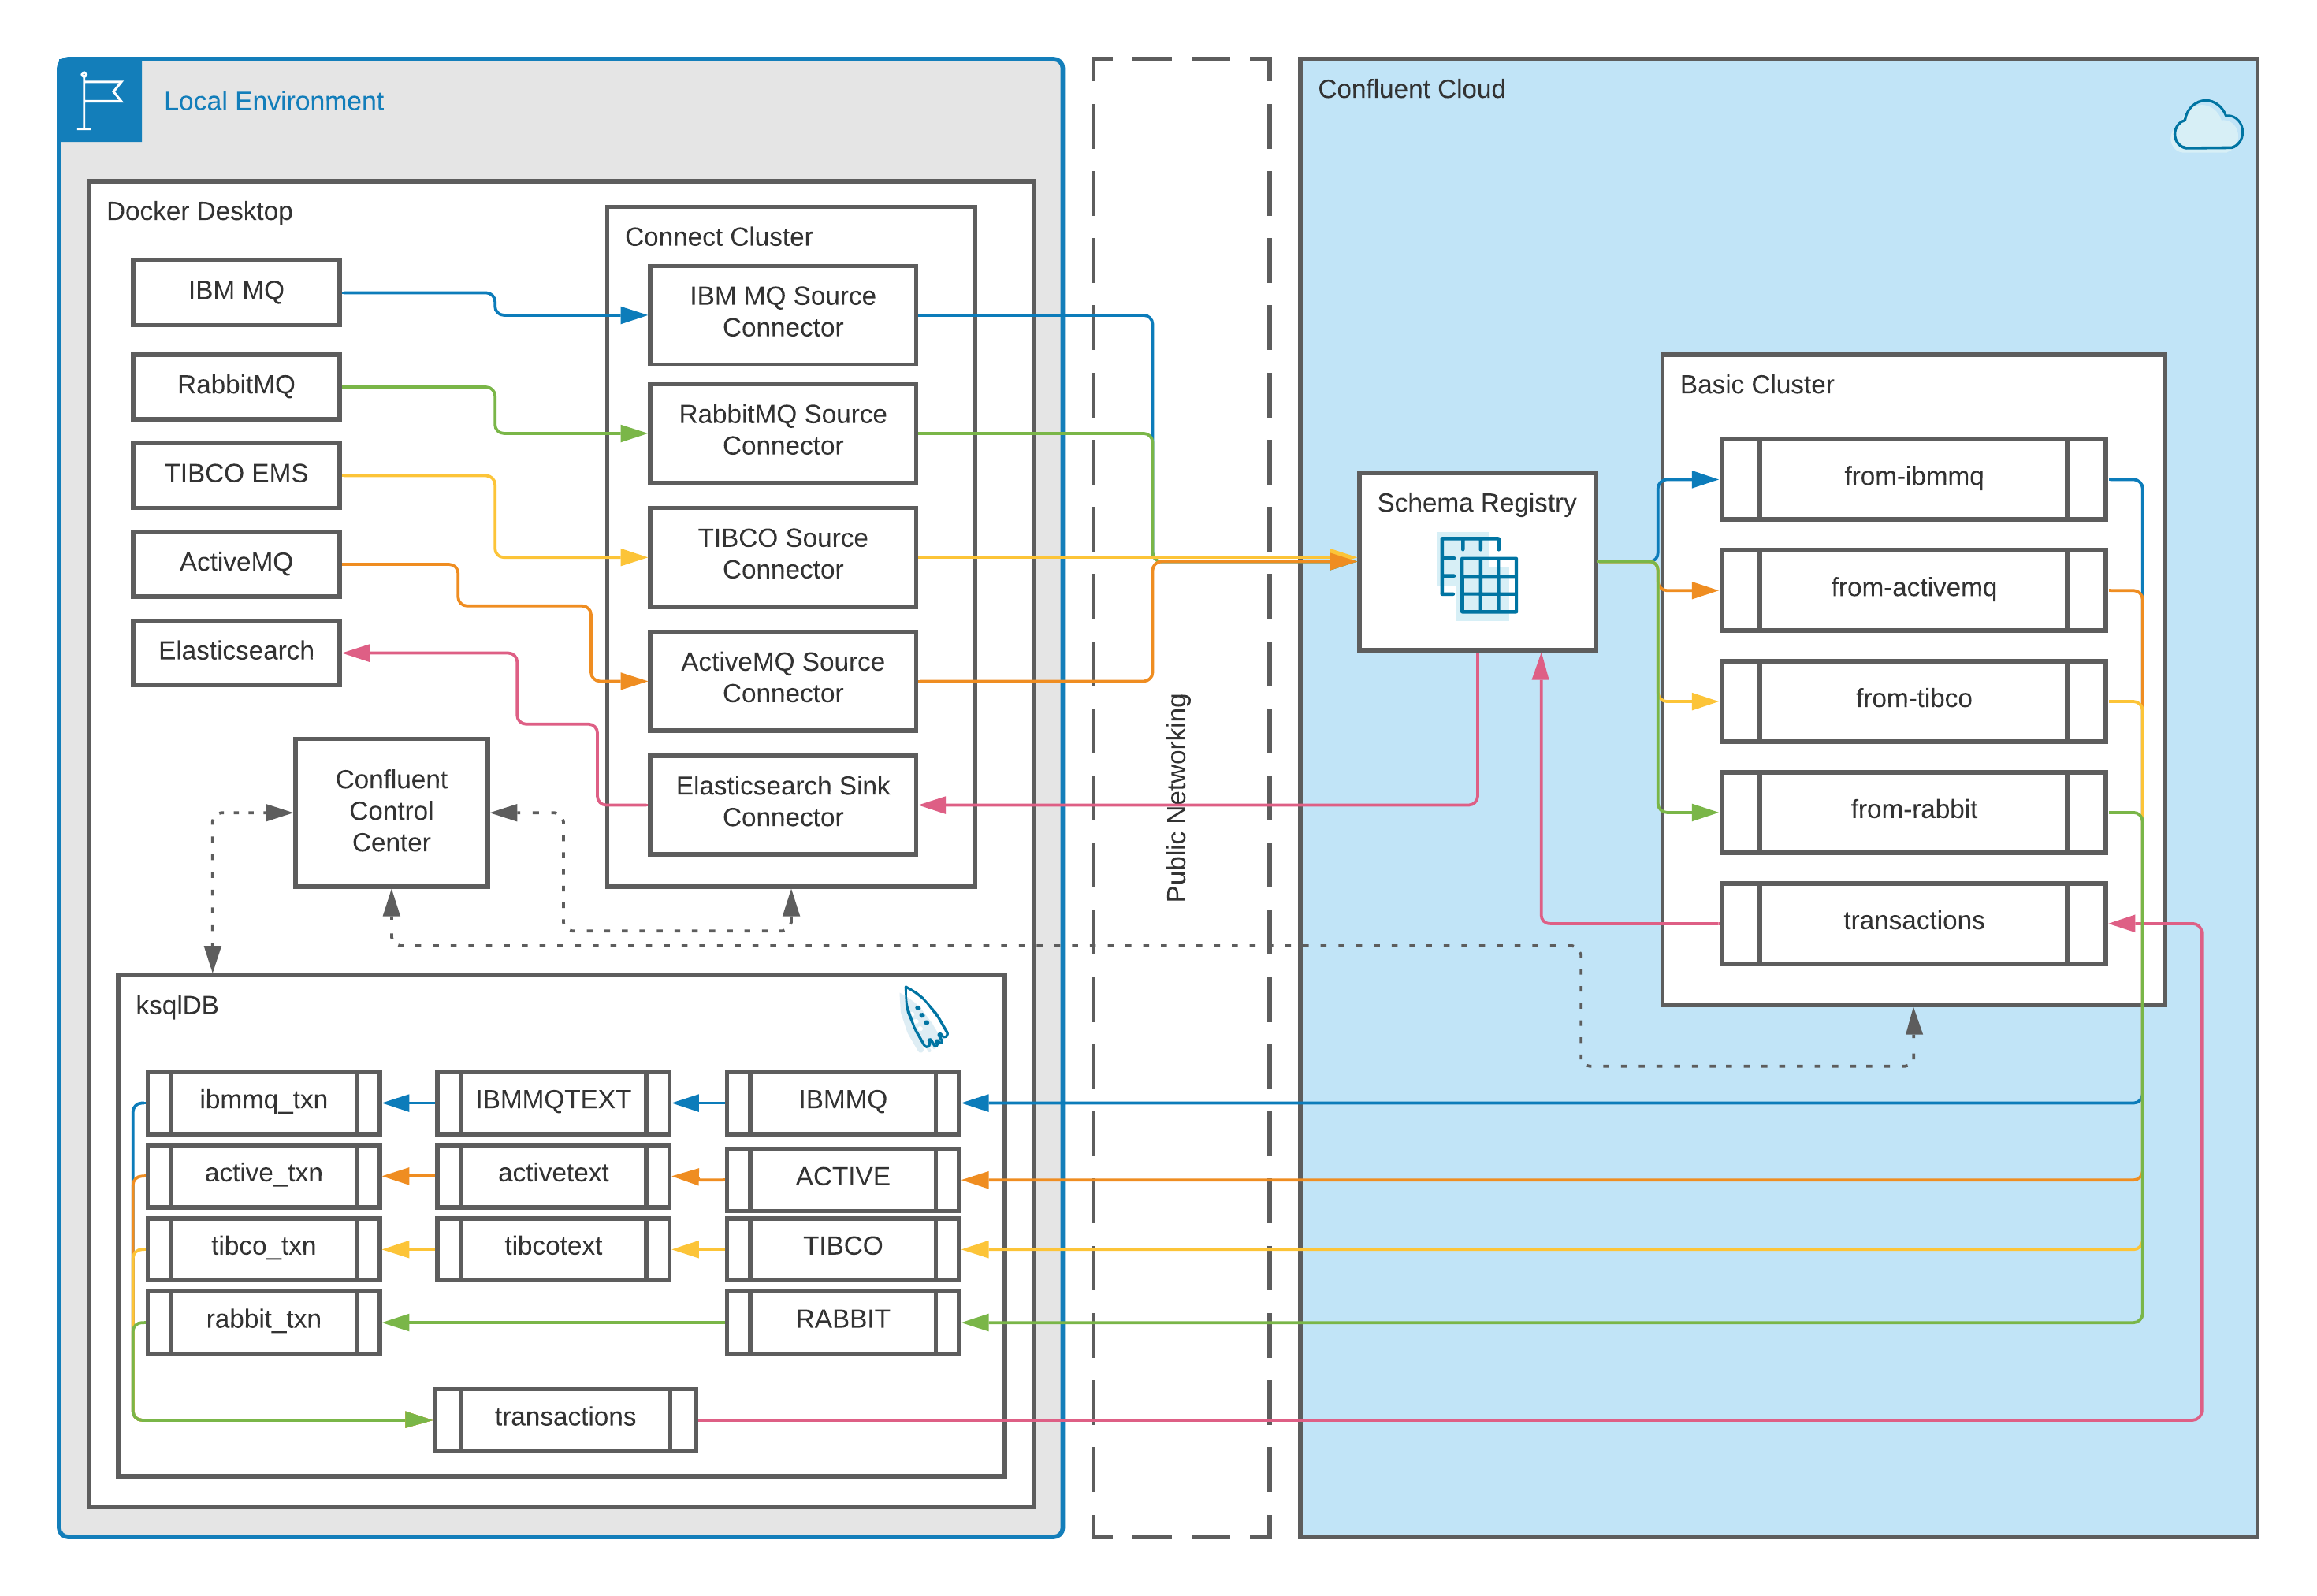 Local Environment
Docker Desktop
IBM MQ
RabbitMQ
TIBCO EMS
ActiveMQ
Elasticsearch
Connect Cluster
IBM MQ Source
Connector
RabbitMQ Source
Connector
TIBCO Source
Connector
ActiveMQ Source
Connector
Elasticsearch Sink
Connector
Confluent
Control
Center
ksqlDB
ibmmq_txn
IBMMQTEXT
IBMMQ
active_txn
activetext
ACTIVE
tibco_txn
tibcotext
TIBCO
rabbit_txn
RABBIT
transactions
Public Networking
Confluent Cloud
Schema Registry
Basic Cluster
from-ibmmq
from-activemq
from-tibco
from-rabbit
transactions